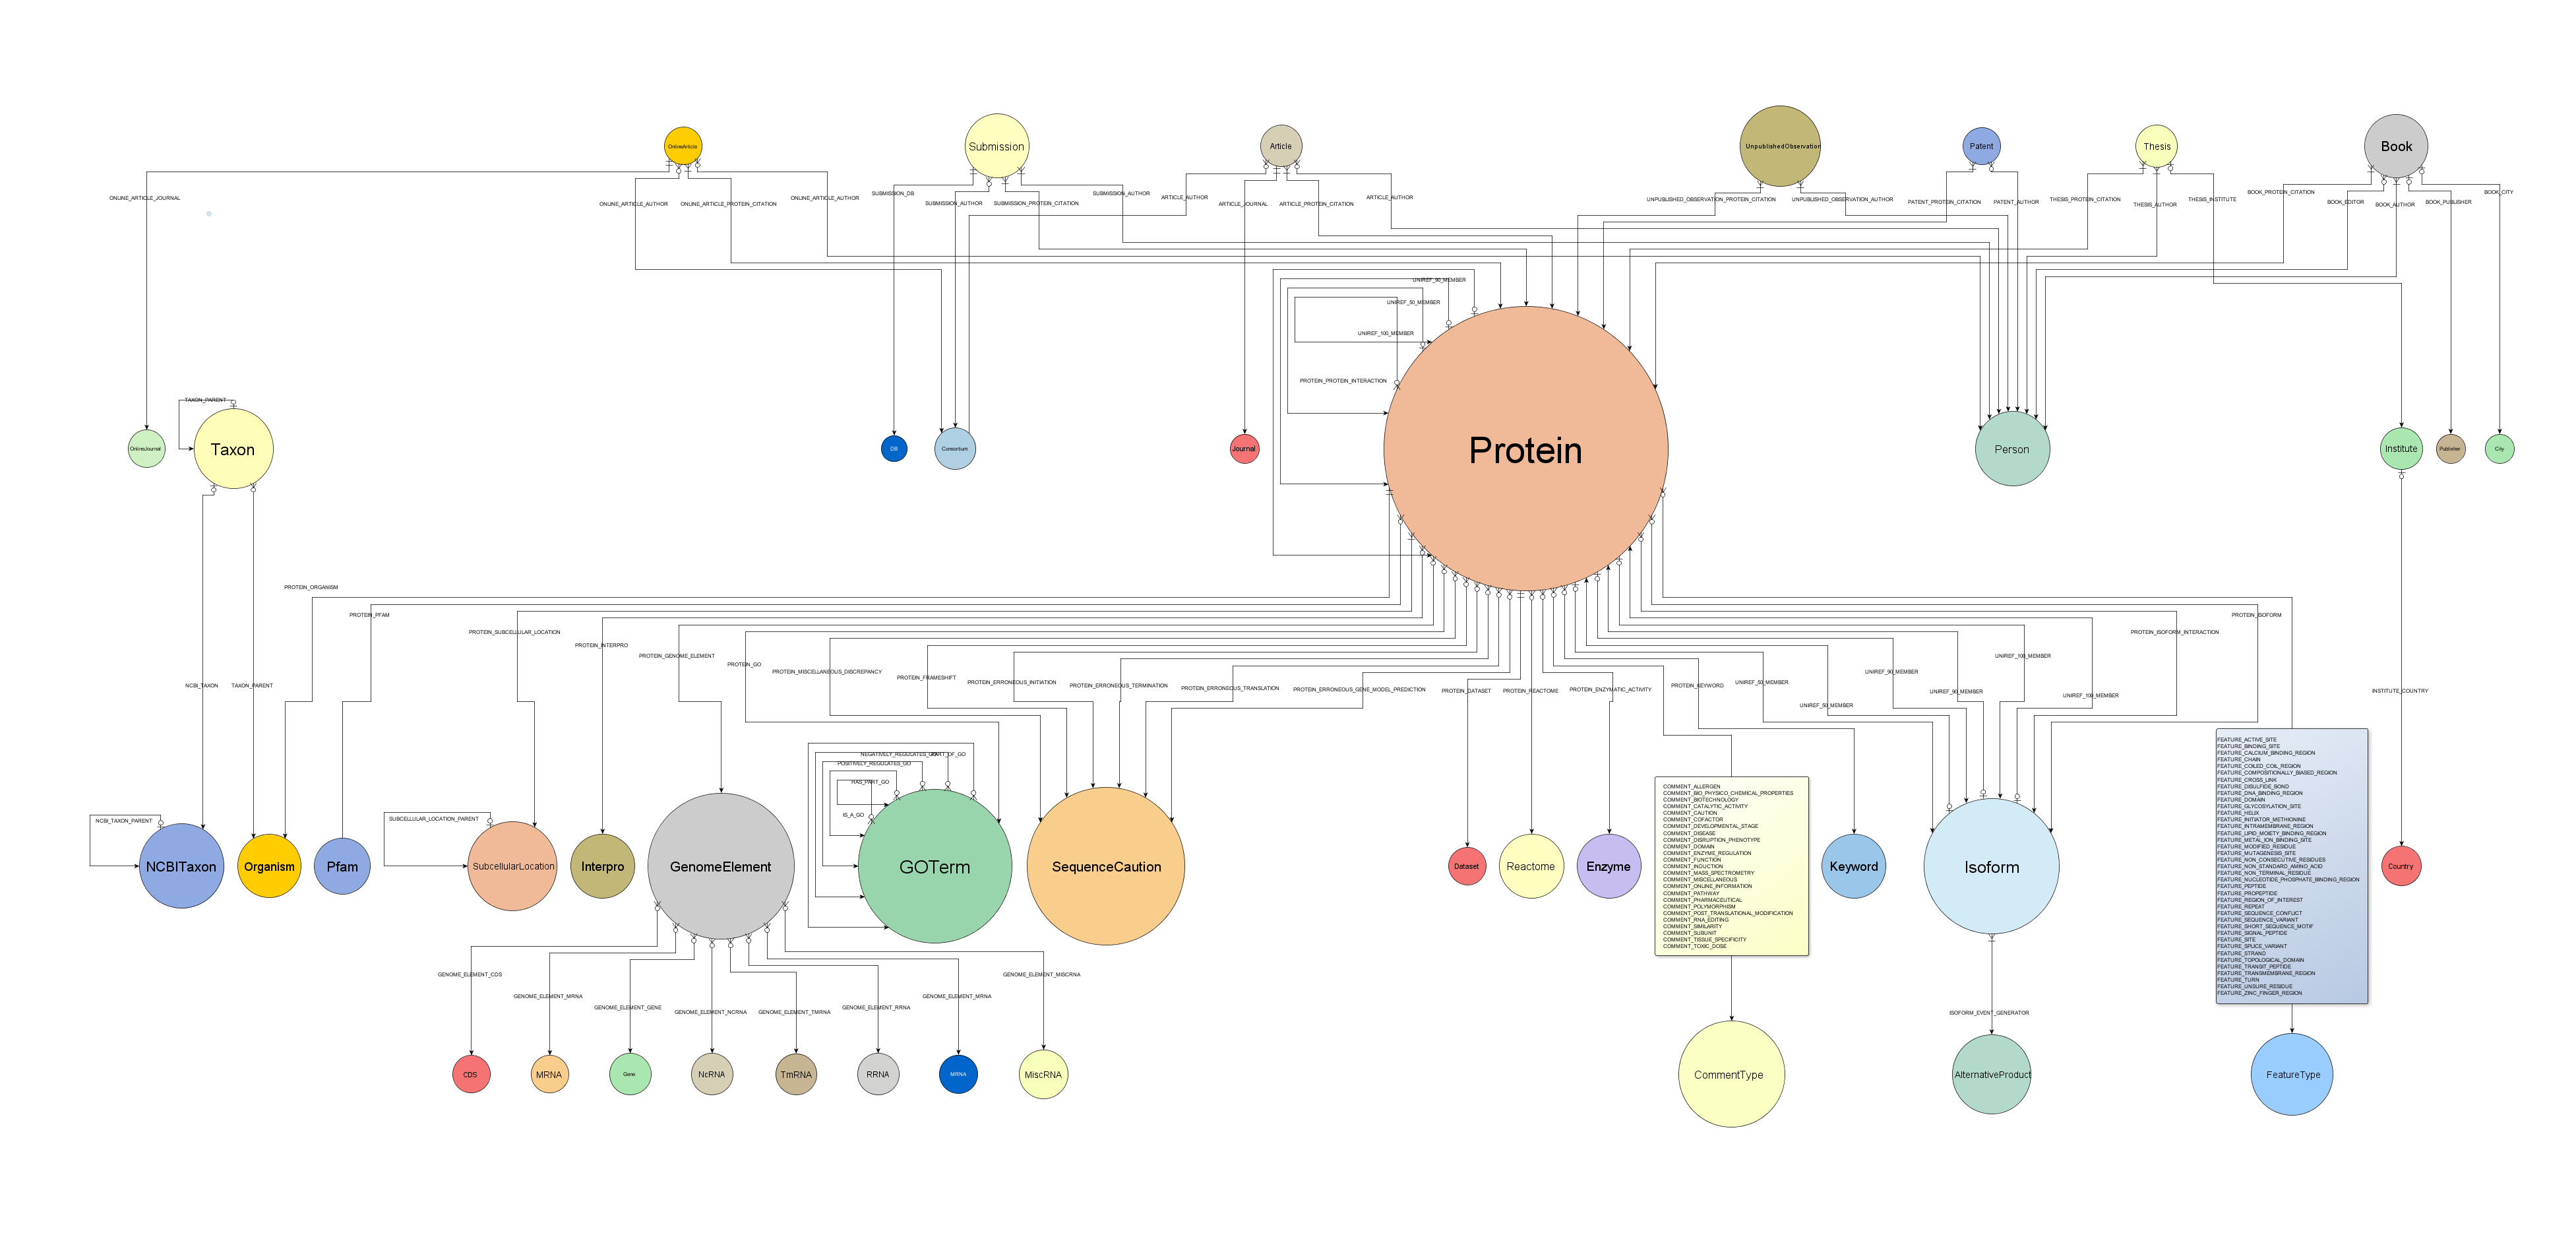 OnlineArticle
Submission
Article
UnpublishedObservation
Patent
Thesis
Book
ONLINE_ARTICLE_JOURNAL
ONLINE_ARTICLE_AUTHOR
ONLINE_ARTICLE_PROTEIN_CITATION
ONLINE_ARTICLE_AUTHOR
SUBMISSION_DB
SUBMISSION_AUTHOR
SUBMISSION_PROTEIN_CITATION
SUBMISSION_AUTHOR
ARTICLE_AUTHOR
ARTICLE_JOURNAL
ARTICLE_PROTEIN_CITATION
ARTICLE_AUTHOR
UNPUBLISHED_OBSERVATION_PROTEIN_CITATION
UNPUBLISHED_OBSERVATION_AUTHOR
PATENT_PROTEIN_CITATION
PATENT_AUTHOR
THESIS_PROTEIN_CITATION
THESIS_AUTHOR
THESIS_INSTITUTE
BOOK_PROTEIN_CITATION
BOOK_EDITOR
BOOK_AUTHOR
BOOK_PUBLISHER
BOOK_CITY
UNIREF_90_MEMBER
UNIREF_50_MEMBER
UNIREF_100_MEMBER
PROTEIN_PROTEIN_INTERACTION
TAXON_PARENT
OnlineJournal
Taxon
DB
Consortium
Journal
Protein
Person
Institute
Publisher
City
PROTEIN_ORGANISM
PROTEIN_PFAM
PROTEIN_SUBCELLULAR_LOCATION
PROTEIN_INTERPRO
PROTEIN_GENOME_ELEMENT
PROTEIN_GO
PROTEIN_MISCELLANEOUS_DISCREPANCY
PROTEIN_FRAMESHIFT
PROTEIN_ERRONEOUS_INITIATION
PROTEIN_ERRONEOUS_TERMINATION
PROTEIN_ERRONEOUS_TRANSLATION
PROTEIN_ERRONEOUS_GENE_MODEL_PREDICTION
PROTEIN_DATASET
PROTEIN_REACTOME
PROTEIN_ENZYMATIC_ACTIVITY
PROTEIN_KEYWORD
UNIREF_50_MEMBER
UNIREF_50_MEMBER
UNIREF_90_MEMBER
UNIREF_90_MEMBER
UNIREF_100_MEMBER
UNIREF_100_MEMBER
PROTEIN_ISOFORM_INTERACTION
PROTEIN_ISOFORM
NCBI_TAXON
TAXON_PARENT
INSTITUTE_COUNTRY
NEGATIVELY_REGULATES_GO
PART_OF_GO
POSITIVELY_REGULATES_GO
HAS_PART_GO
IS_A_GO
NCBI_TAXON_PARENT
SUBCELLULAR_LOCATION_PARENT
NCBITaxon
Organism
Pfam
SubcellularLocation
Interpro
GenomeElement
GOTerm
SequenceCaution
Dataset
Reactome
Enzyme
COMMENT_ALLERGEN
COMMENT_BIO_PHYSICO_CHEMICAL_PROPERTIES
COMMENT_BIOTECHNOLOGY
COMMENT_CATALYTIC_ACTIVITY
COMMENT_CAUTION
COMMENT_COFACTOR
COMMENT_DEVELOPMENTAL_STAGE
COMMENT_DISEASE
COMMENT_DISRUPTION_PHENOTYPE
COMMENT_DOMAIN
COMMENT_ENZYME_REGULATION
COMMENT_FUNCTION
COMMENT_INDUCTION
COMMENT_MASS_SPECTROMETRY
COMMENT_MISCELLANEOUS
COMMENT_ONLINE_INFORMATION
COMMENT_PATHWAY
COMMENT_PHARMACEUTICAL
COMMENT_POLYMORPHISM
COMMENT_POST_TRANSLATIONAL_MODIFICATION
COMMENT_RNA_EDITING
COMMENT_SIMILARITY
COMMENT_SUBUNIT
COMMENT_TISSUE_SPECIFICITY
COMMENT_TOXIC_DOSE
Keyword
Isoform
FEATURE_ACTIVE_SITE
FEATURE_BINDING_SITE
FEATURE_CALCIUM_BINDING_REGION
FEATURE_CHAIN
FEATURE_COILED_COIL_REGION
FEATURE_COMPOSITIONALLY_BIASED_REGION
FEATURE_CROSS_LINK
FEATURE_DISULFIDE_BOND
FEATURE_DNA_BINDING_REGION
FEATURE_DOMAIN
FEATURE_GLYCOSYLATION_SITE
FEATURE_HELIX
FEATURE_INITIATOR_METHIONINE
FEATURE_INTRAMEMBRANE_REGION
FEATURE_LIPID_MOIETY_BINDING_REGION
FEATURE_METAL_ION_BINDING_SITE
FEATURE_MODIFIED_RESIDUE
FEATURE_MUTAGENESIS_SITE
FEATURE_NON_CONSECUTIVE_RESIDUES
FEATURE_NON_STANDARD_AMINO_ACID
FEATURE_NON_TERMINAL_RESIDUE
FEATURE_NUCLEOTIDE_PHOSPHATE_BINDING_REGION
FEATURE_PEPTIDE
FEATURE_PROPEPTIDE
FEATURE_REGION_OF_INTEREST
FEATURE_REPEAT
FEATURE_SEQUENCE_CONFLICT
FEATURE_SEQUENCE_VARIANT
FEATURE_SHORT_SEQUENCE_MOTIF
FEATURE_SIGNAL_PEPTIDE
FEATURE_SITE
FEATURE_SPLICE_VARIANT
FEATURE_STRAND
FEATURE_TOPOLOGICAL_DOMAIN
FEATURE_TRANSIT_PEPTIDE
FEATURE_TRANSMEMBRANE_REGION
FEATURE_TURN
FEATURE_UNSURE_RESIDUE
FEATURE_ZINC_FINGER_REGION
Country
GENOME_ELEMENT_CDS
GENOME_ELEMENT_MRNA
GENOME_ELEMENT_GENE
GENOME_ELEMENT_NCRNA
GENOME_ELEMENT_TMRNA
GENOME_ELEMENT_RRNA
GENOME_ELEMENT_MRNA
GENOME_ELEMENT_MISCRNA
ISOFORM_EVENT_GENERATOR
CDS
MRNA
Gene
NcRNA
TmRNA
RRNA
MRNA
MiscRNA
CommentType
AlternativeProduct
FeatureType